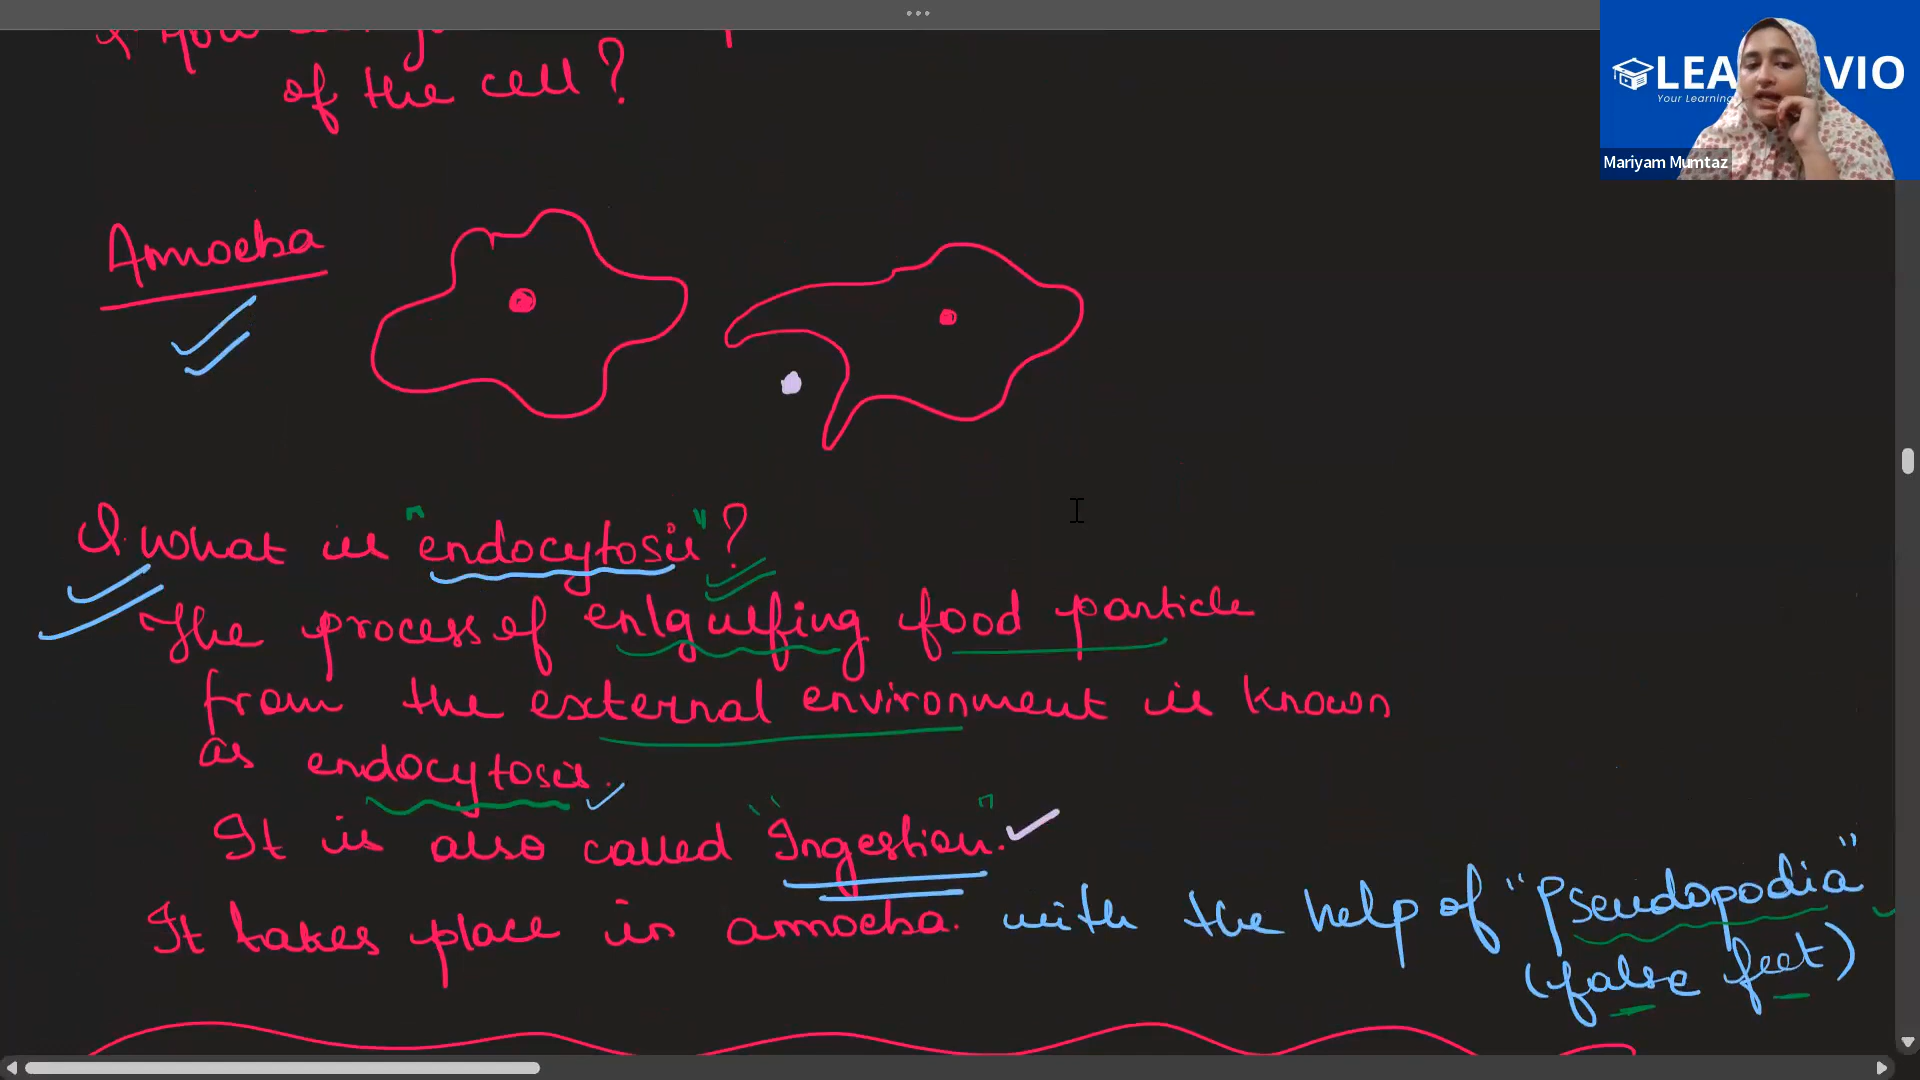 of the cell?
LEA VIO
Your Learning
Mariyam Mumtaz
Amoeba
Q. What is "endocytosis"?
The process of enlgulfing food particle
from the external environment is known
as endocytosis.
It is also called "Ingestion".
It takes place in amoeba. with the help of "Pseudopodia"
(false feet)